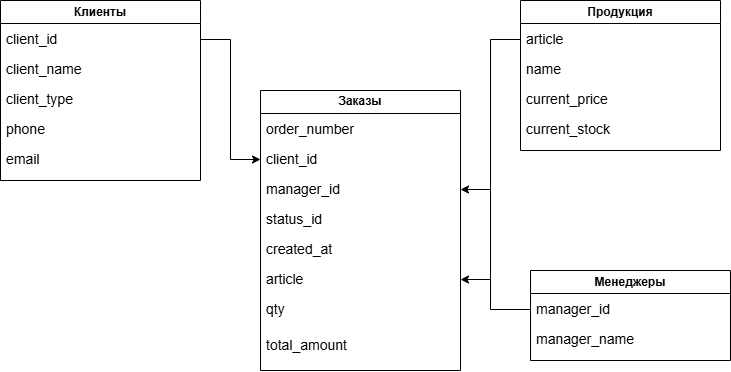 Клиенты
client_id
client_name
client_type
phone
email
Заказы
order_number
client_id
manager_id
status_id
created_at
article
qty
total_amount
Продукция
article
name
current_price
current_stock
Менеджеры
manager_id
manager_name